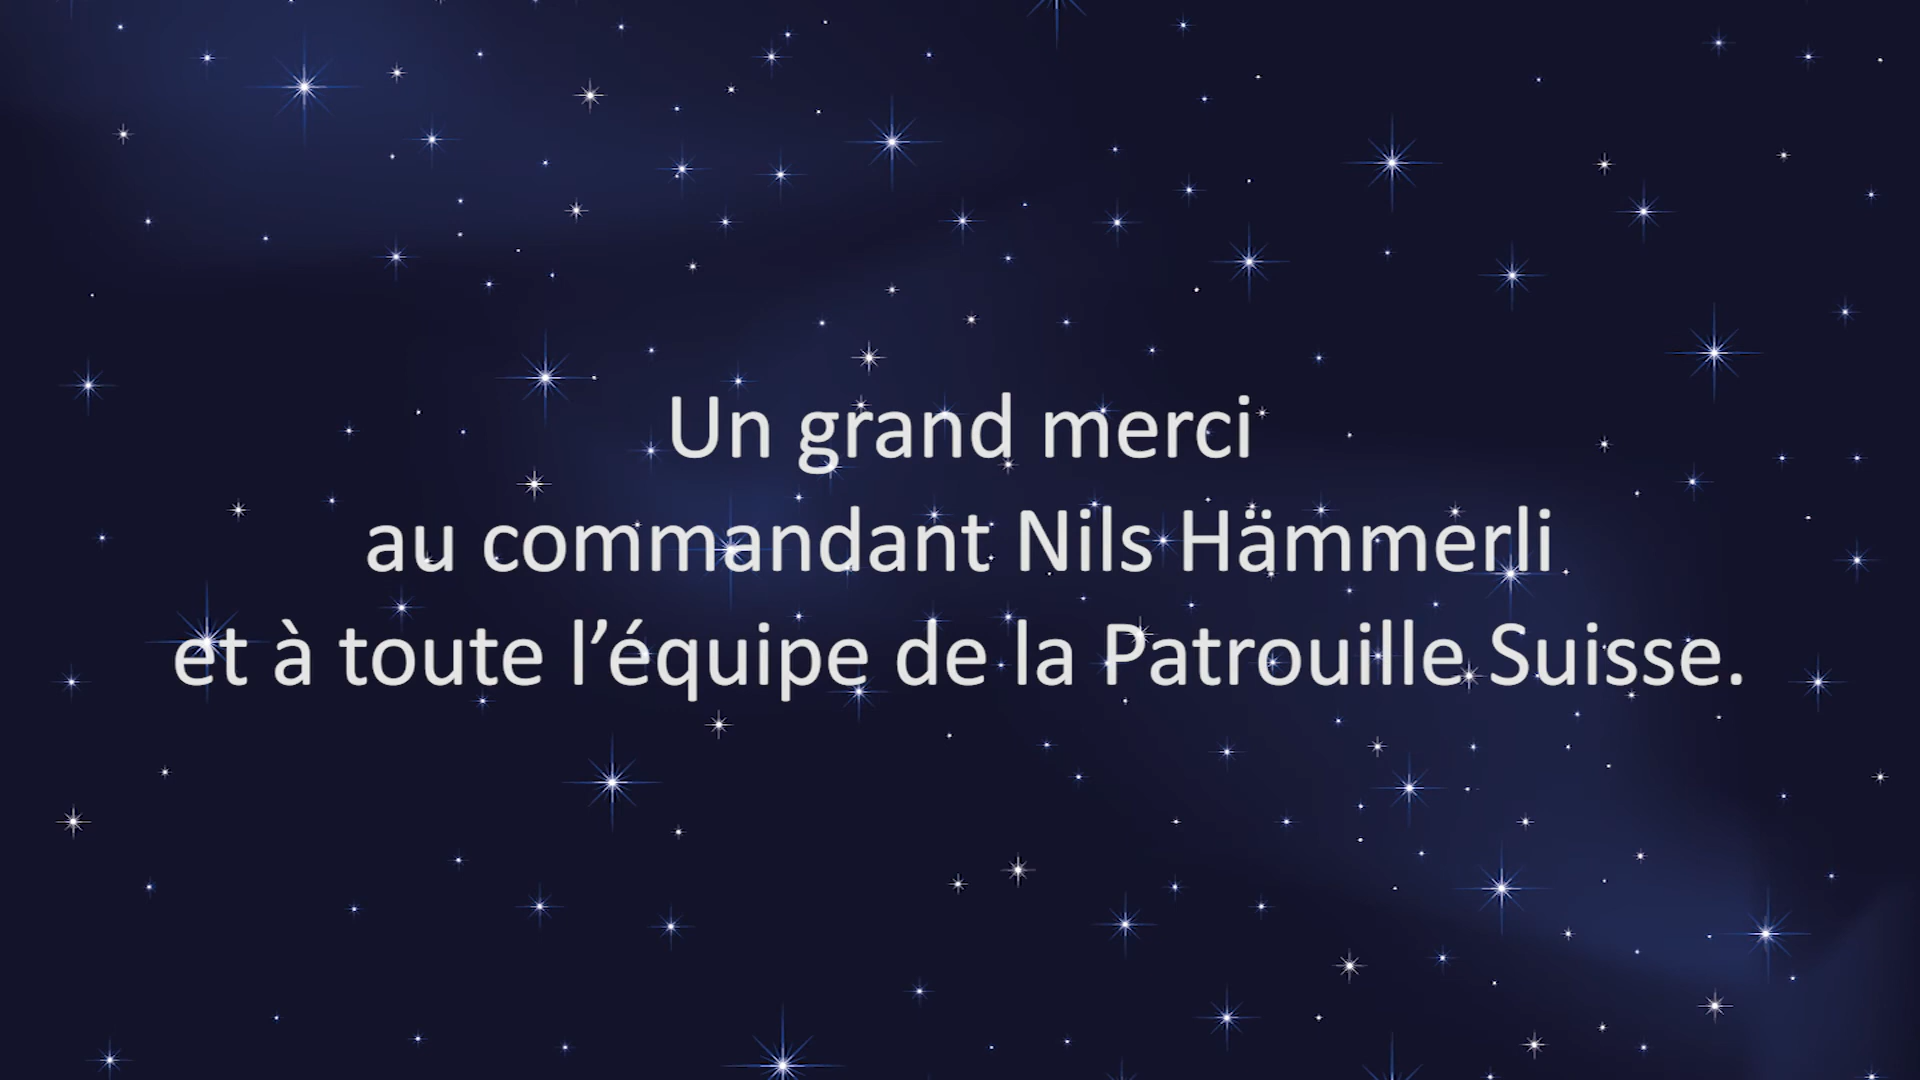 Un grand merci
au commandant Nils Hämmerli
et à toute l’équipe de la Patrouille Suisse.